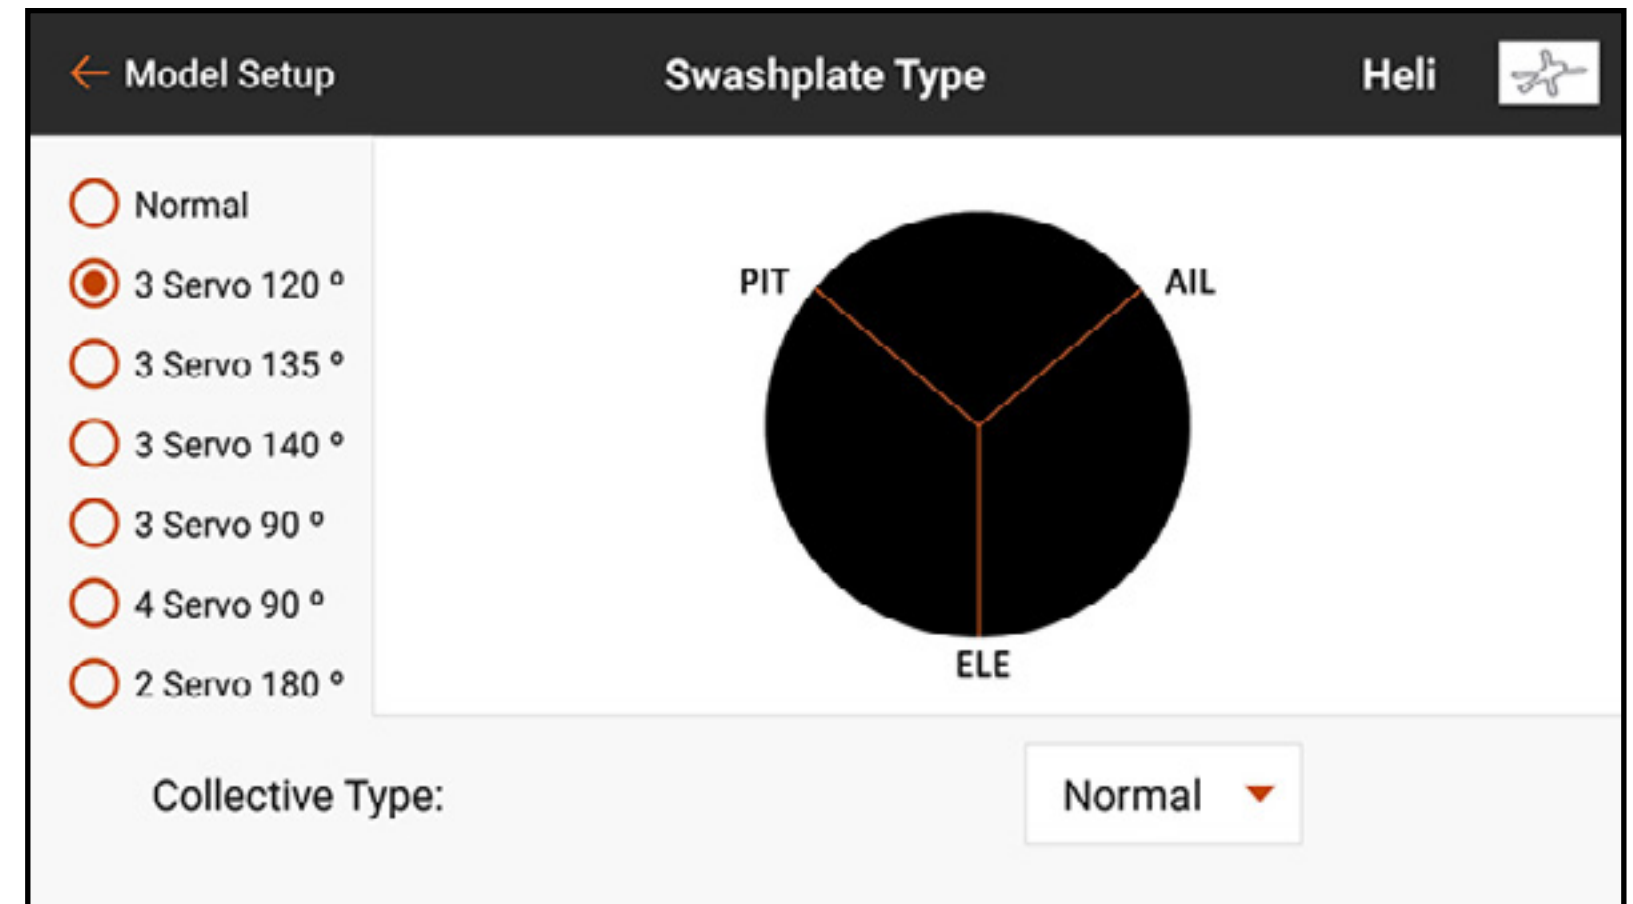 Model Setup
Swashplate Type
Heli
Normal
3 Servo 120 º
3 Servo 135 º
3 Servo 140 º
3 Servo 90 º
4 Servo 90 º
2 Servo 180 º
PIT
AIL
ELE
Collective Type:
Normal